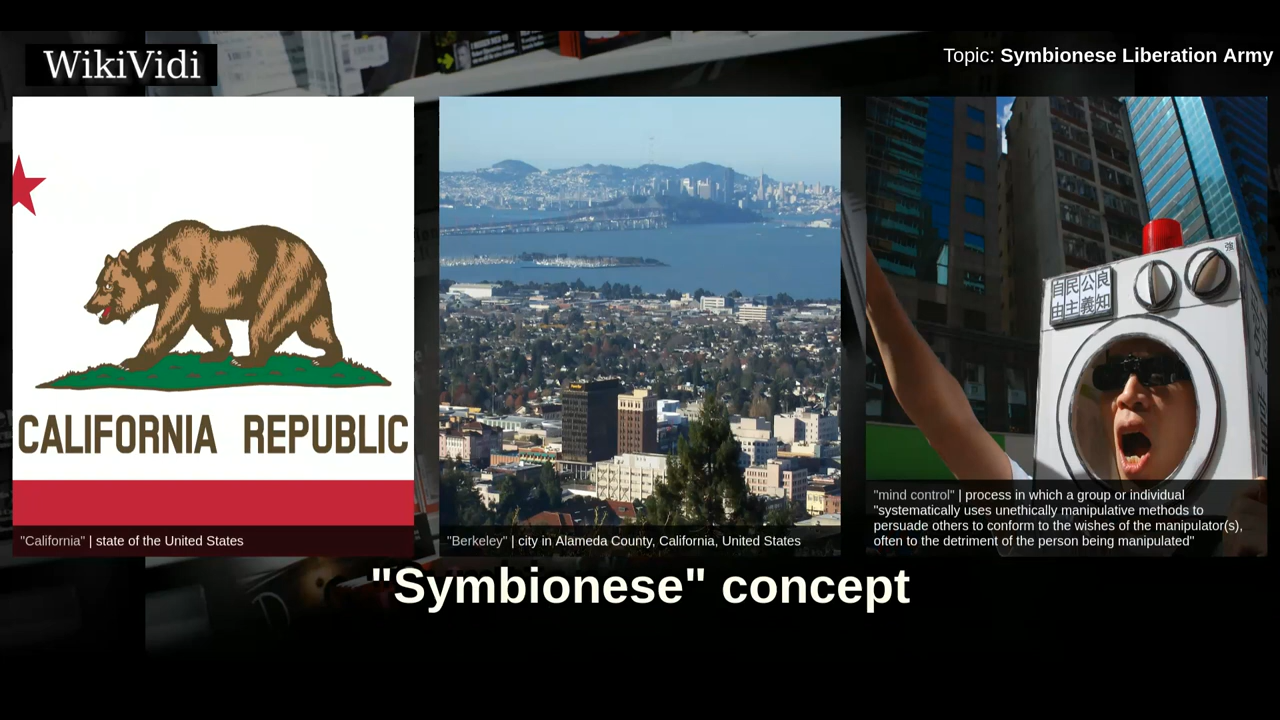 WikiVidi
Topic: Symbionese Liberation Army
CALIFORNIA REPUBLIC
"California" | state of the United States
"Berkeley" | city in Alameda County, California, United States
自民公良
由主義知
強
"mind control" | process in which a group or individual
"systematically uses unethically manipulative methods to
persuade others to conform to the wishes of the manipulator(s),
often to the detriment of the person being manipulated"
"Symbionese" concept